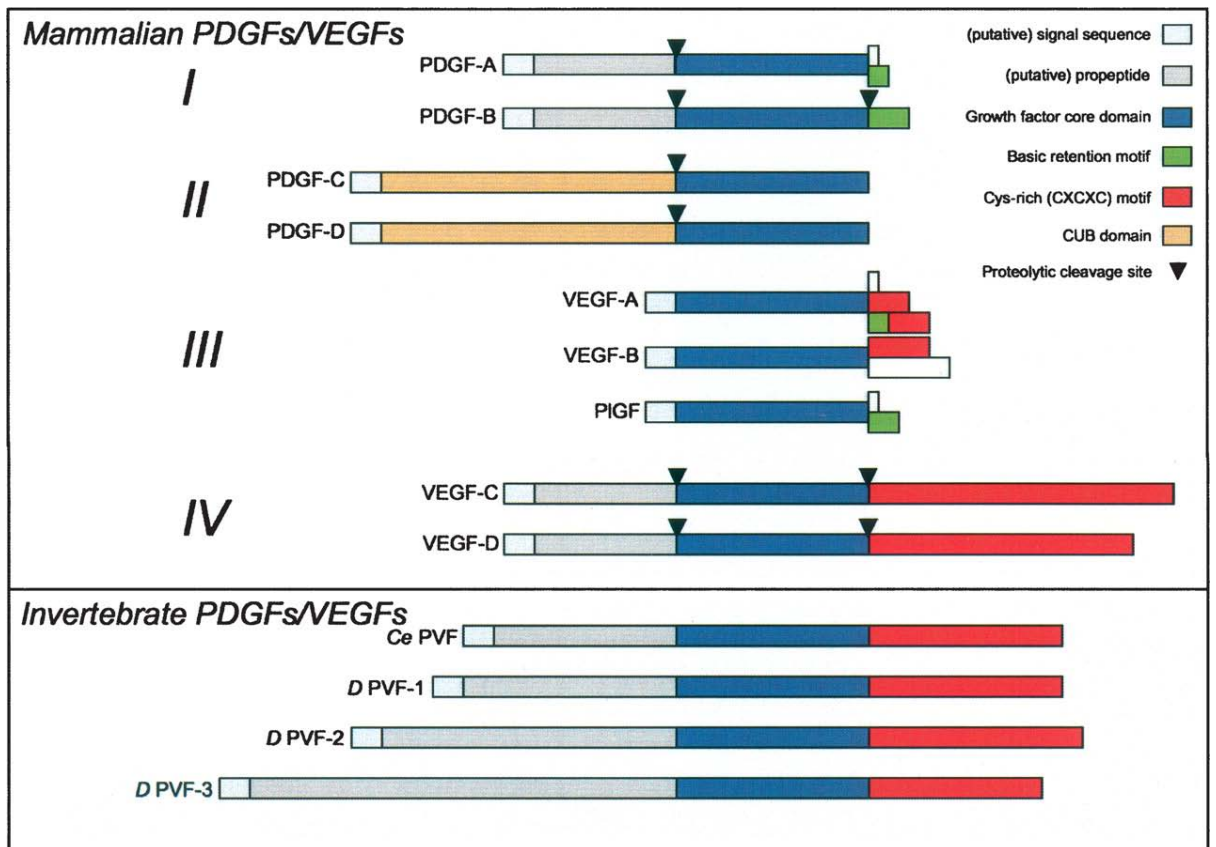 Mammalian PDGFs/VEGFs
I
PDGF-A
PDGF-B
II
PDGF-C
PDGF-D
III
VEGF-A
VEGF-B
PlGF
IV
VEGF-C
VEGF-D
(putative) signal sequence
(putative) propeptide
Growth factor core domain
Basic retention motif
Cys-rich (CXCXC) motif
CUB domain
Proteolytic cleavage site
Invertebrate PDGFs/VEGFs
Ce PVF
D PVF-1
D PVF-2
D PVF-3